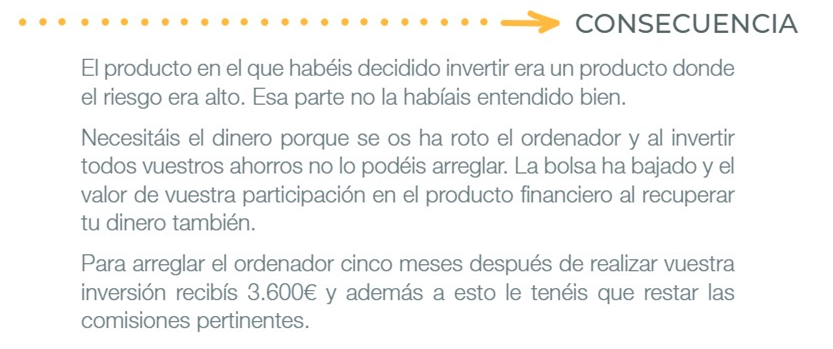 CONSECUENCIA
El producto en el que habéis decidido invertir era un producto donde
el riesgo era alto. Esa parte no la habíais entendido bien.
Necesitáis el dinero porque se os ha roto el ordenador y al invertir
todos vuestros ahorros no lo podéis arreglar. La bolsa ha bajado y el
valor de vuestra participación en el producto financiero al recuperar
tu dinero también.
Para arreglar el ordenador cinco meses después de realizar vuestra
inversión recibís 3.600€ y además a esto le tenéis que restar las
comisiones pertinentes.